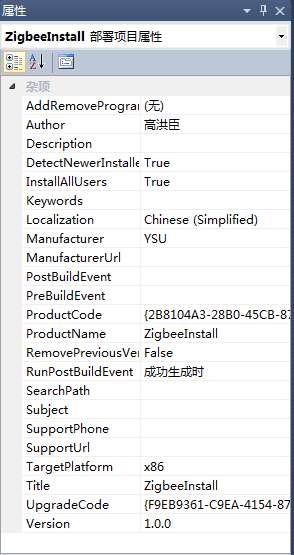 属性
ZigbeeInstall 部署项目属性
杂项
AddRemoveProgram (无)
Author 高洪臣
Description
DetectNewerInstalle True
InstallAllUsers True
Keywords
Localization Chinese (Simplified)
Manufacturer YSU
ManufacturerUrl
PostBuildEvent
PreBuildEvent
ProductCode {2B8104A3-28B0-45CB-87
ProductName ZigbeeInstall
RemovePreviousVer False
RunPostBuildEvent 成功生成时
SearchPath
Subject
SupportPhone
SupportUrl
TargetPlatform x86
Title ZigbeeInstall
UpgradeCode {F9EB9361-C9EA-4154-87
Version 1.0.0